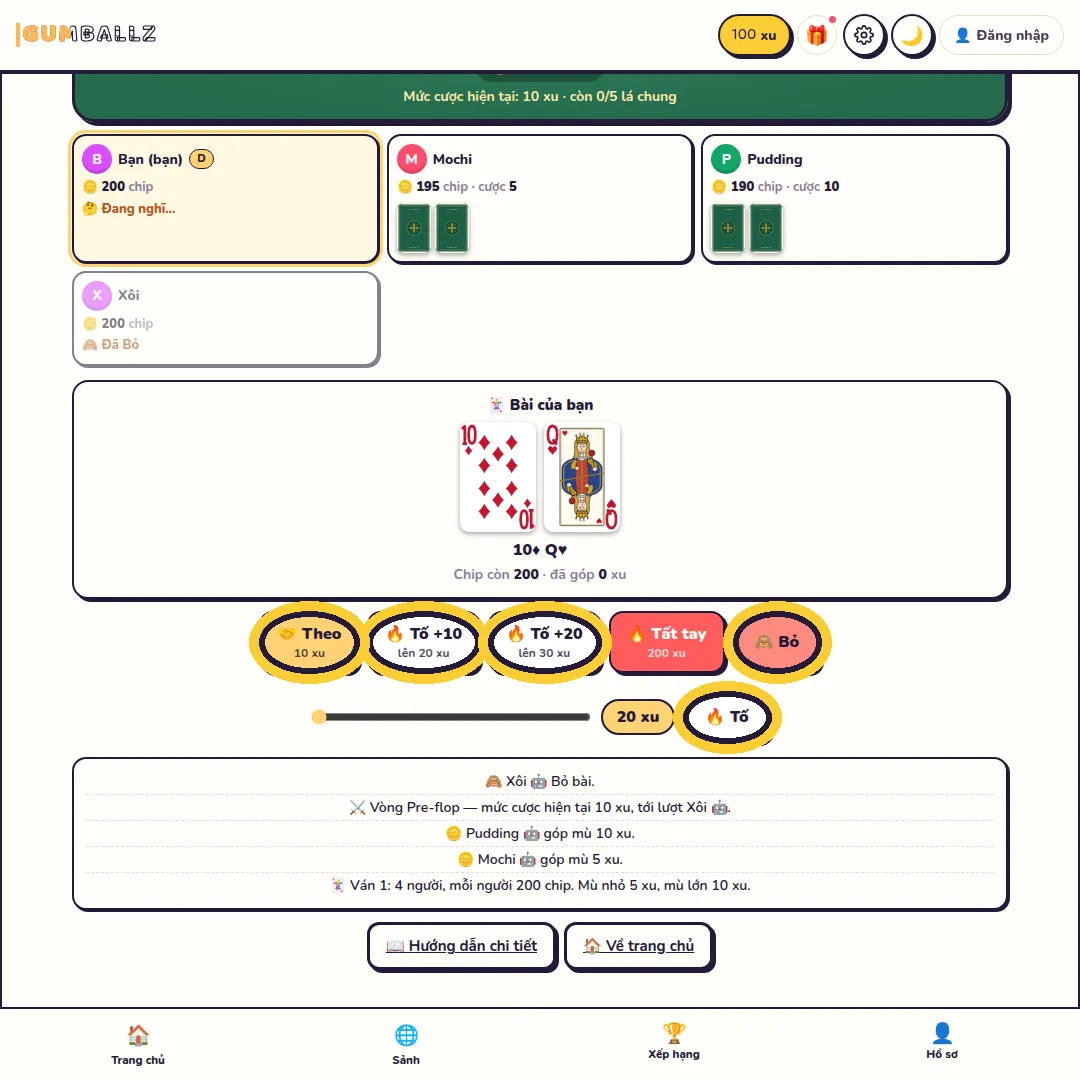 GUMBALLZ
100 xu
Đăng nhập
Mức cược hiện tại: 10 xu · còn 0/5 lá chung
B Bạn (bạn) D
200 chip
Đang nghĩ...
M Mochi
195 chip · cược 5
P Pudding
190 chip · cược 10
X Xôi
200 chip
Đã Bỏ
Bài của bạn
10 Q
10 Q
10♦ Q♥
Chip còn 200 · đã góp 0 xu
Theo
10 xu
Tố +10
lên 20 xu
Tố +20
lên 30 xu
Tất tay
200 xu
Bỏ
20 xu
Tố
Xôi Bỏ bài.
Vòng Pre-flop — mức cược hiện tại 10 xu, tới lượt Xôi.
Pudding góp mù 10 xu.
Mochi góp mù 5 xu.
Ván 1: 4 người, mỗi người 200 chip. Mù nhỏ 5 xu, mù lớn 10 xu.
Hướng dẫn chi tiết
Về trang chủ
Trang chủ
Sảnh
Xếp hạng
Hồ sơ